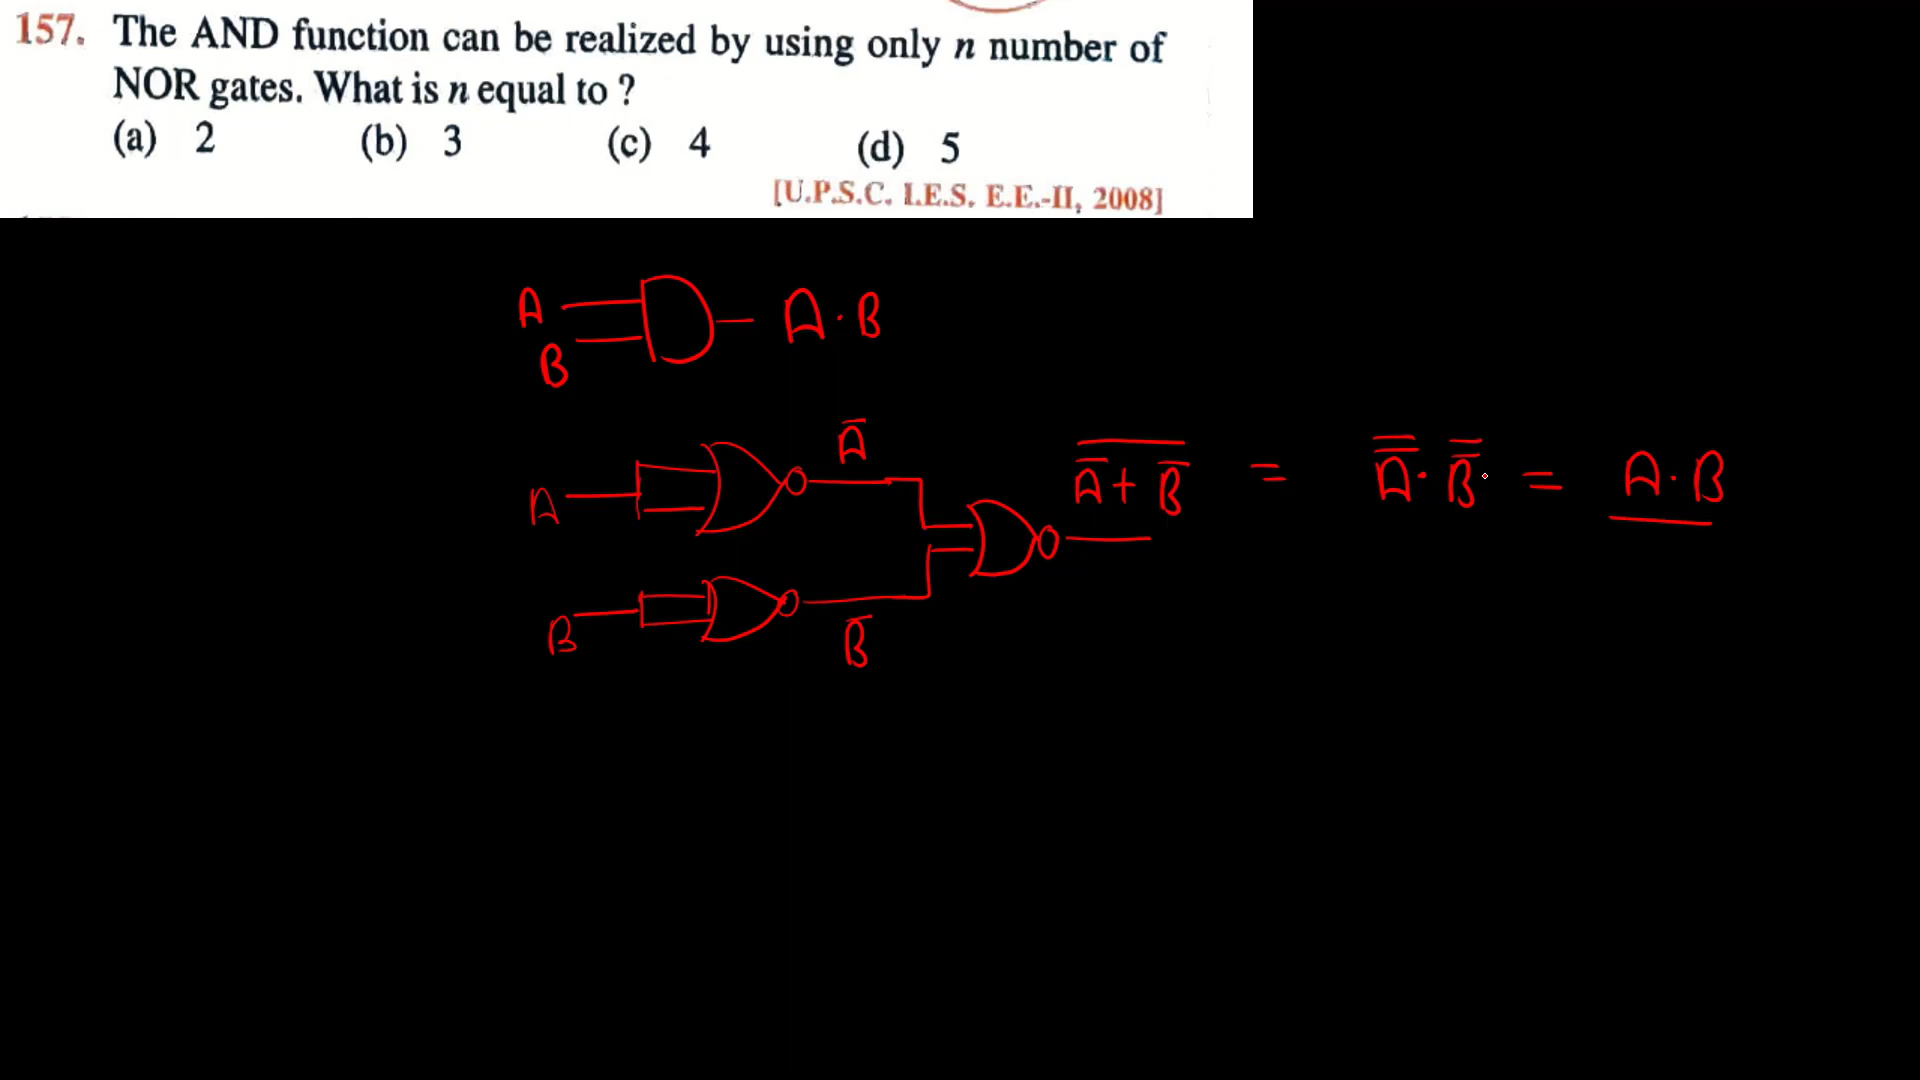 157. The AND function can be realized by using only n number of
NOR gates. What is n equal to ?
(a) 2 (b) 3 (c) 4 (d) 5
[U.P.S.C. I.E.S. E.E.-II, 2008]
A
B
A · B
A
A̅
B
B̅
\overline{A̅ + B̅} = A̿ · B̿ = A · B